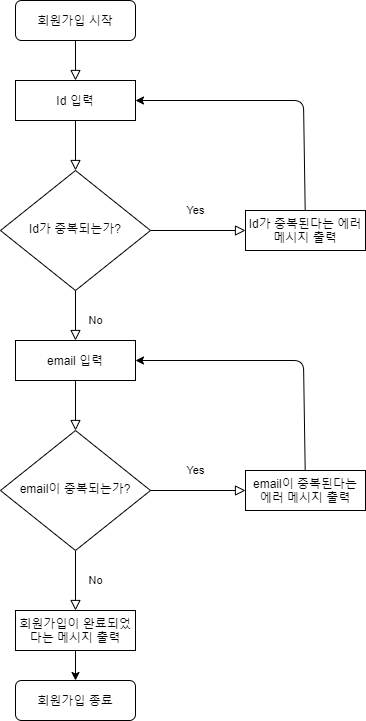 회원가입 시작
Id 입력
Id가 중복되는가?
Yes
Id가 중복된다는 에러
메시지 출력
No
email 입력
email이 중복되는가?
Yes
email이 중복된다는
에러 메시지 출력
No
회원가입이 완료되었
다는 메시지 출력
회원가입 종료